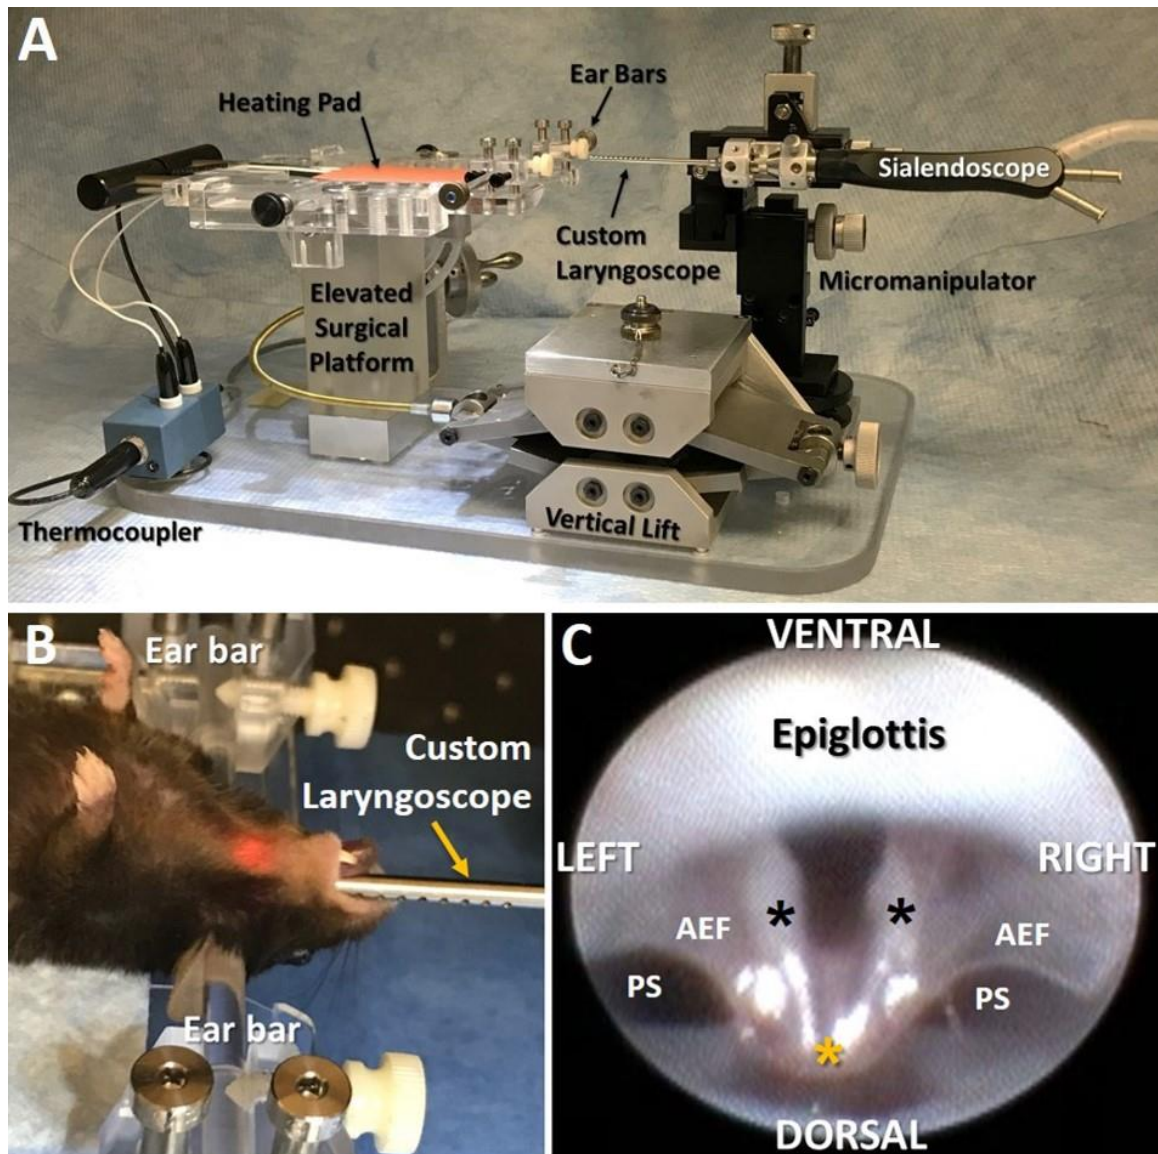 A
Heating Pad
Ear Bars
Sialendoscope
Custom
Laryngoscope
Micromanipulator
Elevated
Surgical
Platform
Thermocoupler
Vertical Lift
B
Ear bar
Custom
Laryngoscope
Ear bar
C
VENTRAL
Epiglottis
LEFT
RIGHT
*
*
AEF
AEF
PS
PS
*
DORSAL